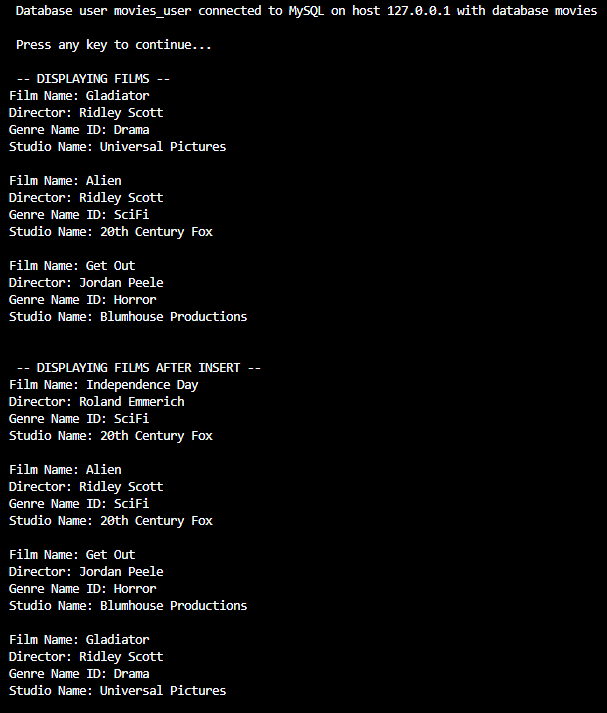 Database user movies_user connected to MySQL on host 127.0.0.1 with database movies
Press any key to continue...
-- DISPLAYING FILMS --
Film Name: Gladiator
Director: Ridley Scott
Genre Name ID: Drama
Studio Name: Universal Pictures
Film Name: Alien
Director: Ridley Scott
Genre Name ID: SciFi
Studio Name: 20th Century Fox
Film Name: Get Out
Director: Jordan Peele
Genre Name ID: Horror
Studio Name: Blumhouse Productions
-- DISPLAYING FILMS AFTER INSERT --
Film Name: Independence Day
Director: Roland Emmerich
Genre Name ID: SciFi
Studio Name: 20th Century Fox
Film Name: Alien
Director: Ridley Scott
Genre Name ID: SciFi
Studio Name: 20th Century Fox
Film Name: Get Out
Director: Jordan Peele
Genre Name ID: Horror
Studio Name: Blumhouse Productions
Film Name: Gladiator
Director: Ridley Scott
Genre Name ID: Drama
Studio Name: Universal Pictures